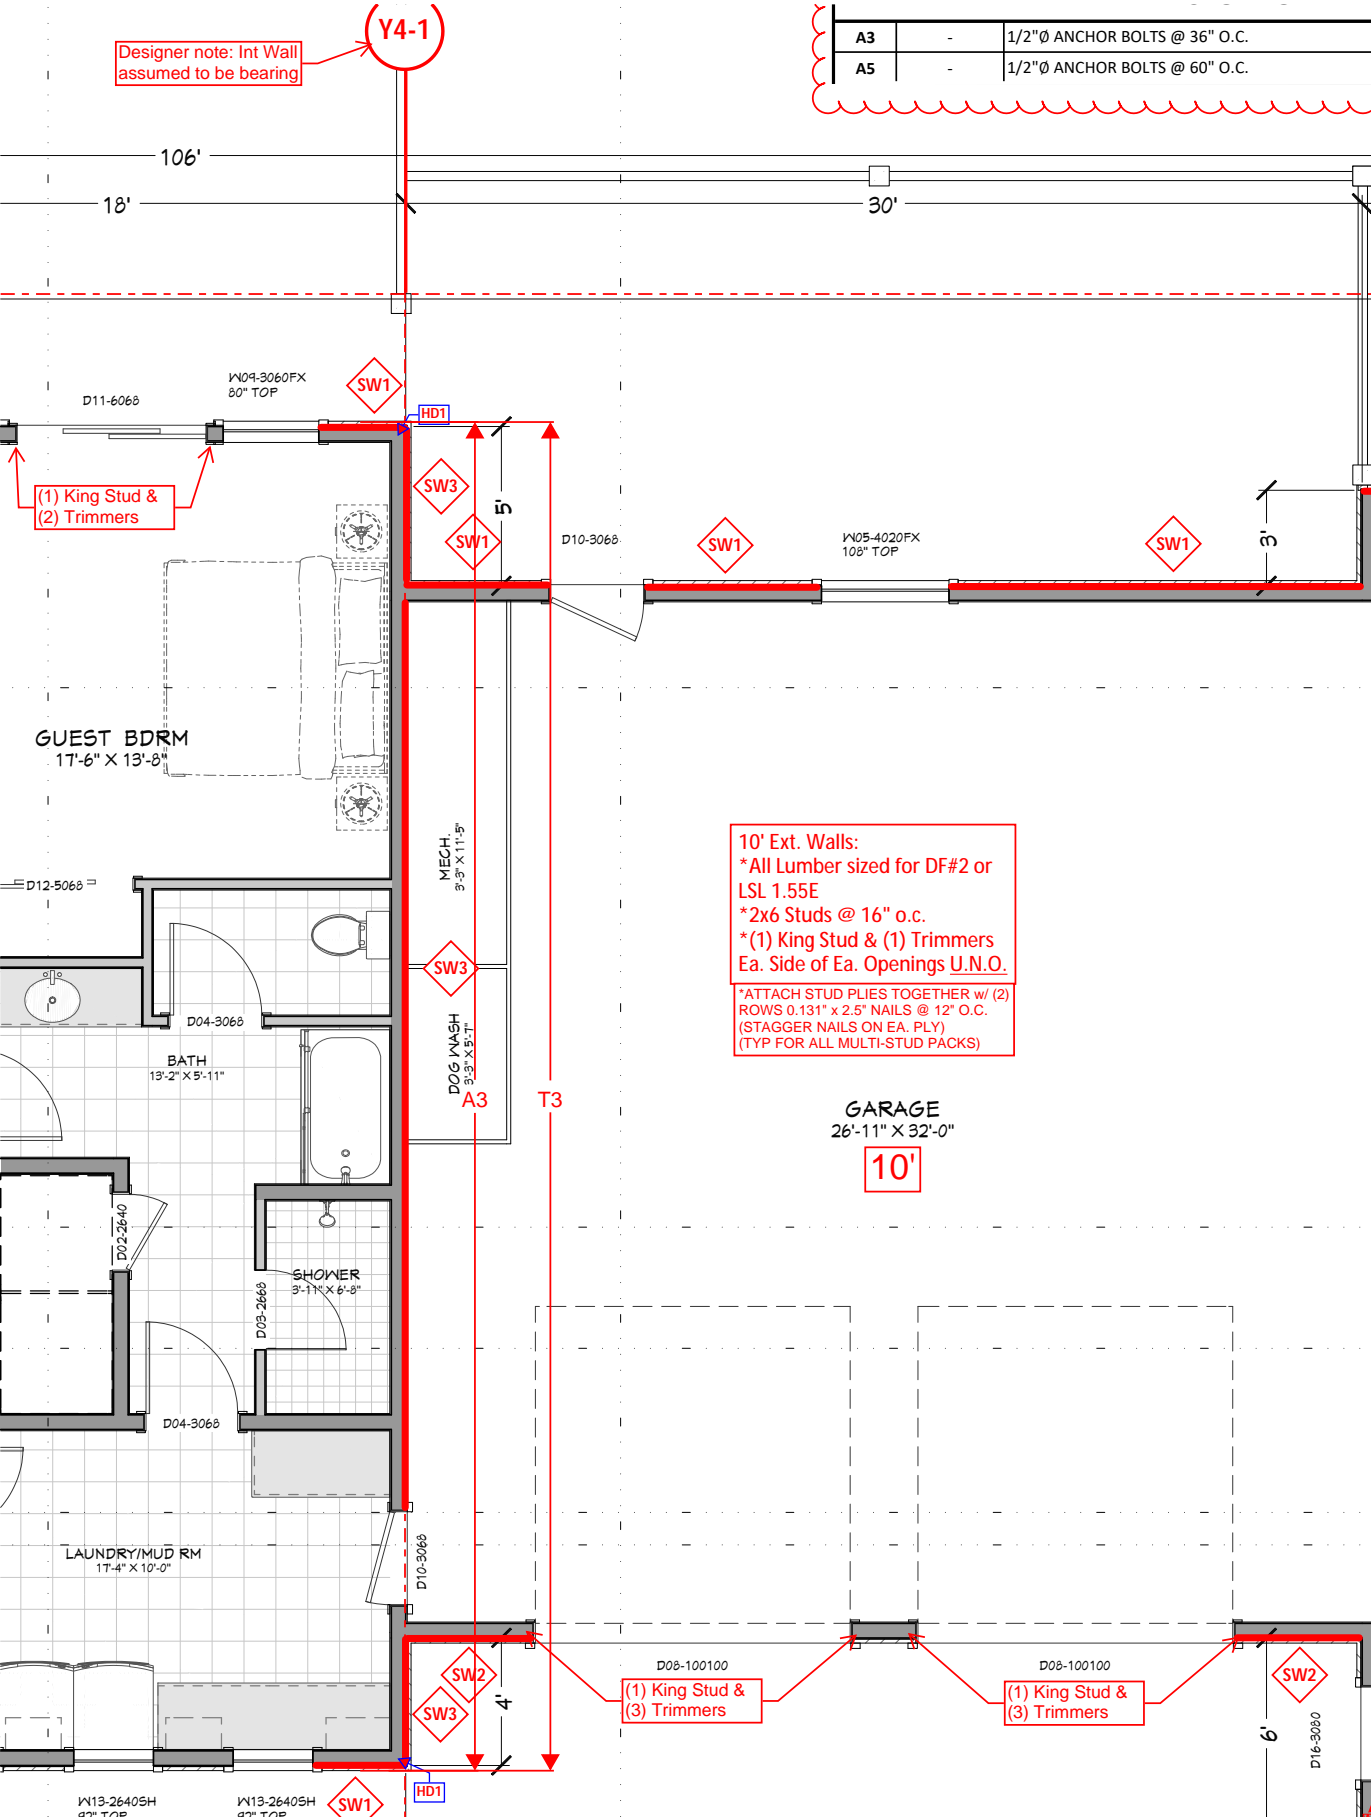 Y4-1
Designer note: Int Wall
assumed to be bearing
A3 - 1/2"Ø ANCHOR BOLTS @ 36" O.C.
A5 - 1/2"Ø ANCHOR BOLTS @ 60" O.C.
106'
18'
30'
W09-3060FX
80" TOP
SW1
D11-6068
HD1
(1) King Stud &
(2) Trimmers
SW3
5'
SW1
D10-3068
SW1
W05-4020FX
108" TOP
SW1
3'
GUEST BDRM
17'-6" X 13'-8"
MECH.
3'-3" X 11'-5"
10' Ext. Walls:
*All Lumber sized for DF#2 or
LSL 1.55E
*2x6 Studs @ 16" o.c.
*(1) King Stud & (1) Trimmers
Ea. Side of Ea. Openings U.N.O.
*ATTACH STUD PLIES TOGETHER w/ (2)
ROWS 0.131" x 2.5" NAILS @ 12" O.C.
(STAGGER NAILS ON EA. PLY)
(TYP FOR ALL MULTI-STUD PACKS)
D12-5068
SW3
D04-3068
BATH
13'-2" X 5'-11"
DOG WASH
3'-3" X 5'-7"
A3
T3
GARAGE
26'-11" X 32'-0"
10'
D02-2640
SHOWER
3'-11" X 6'-8"
D03-2668
D04-3068
LAUNDRY/MUD RM
17'-4" X 10'-0"
D10-3068
SW2
SW3
4'
D08-100100
(1) King Stud &
(3) Trimmers
D08-100100
(1) King Stud &
(3) Trimmers
SW2
6'
D16-3080
HD1
W13-2640SH
92" TOP
W13-2640SH
92" TOP
SW1